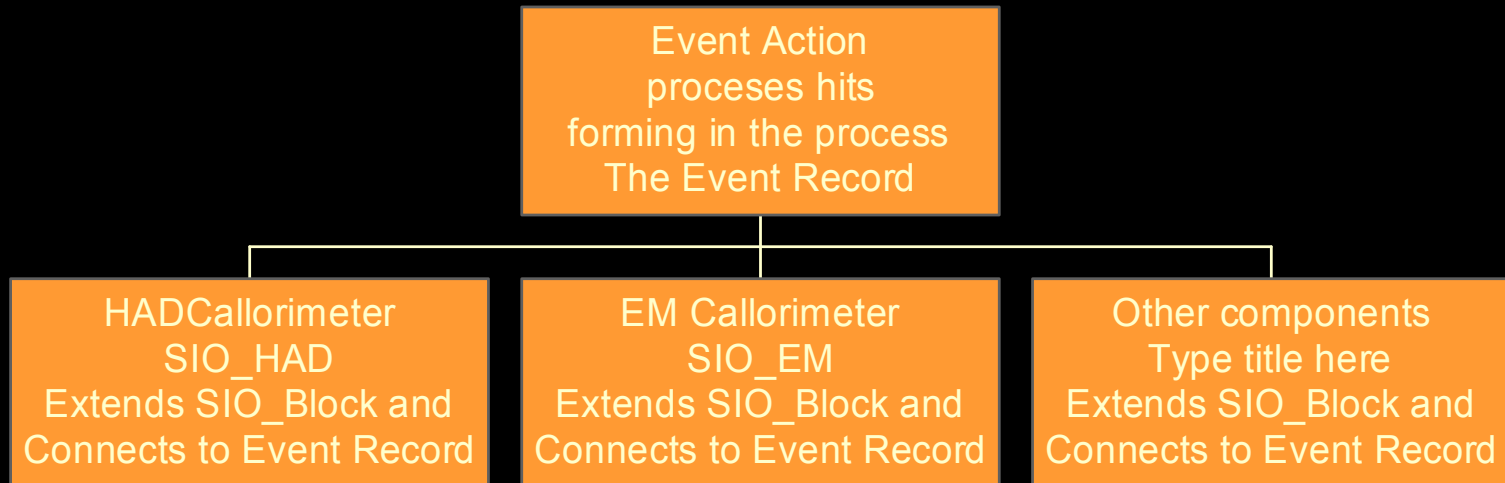 Event Action
proceses hits
forming in the process
The Event Record
HADCallorimeter
SIO_HAD
Extends SIO_Block and
Connects to Event Record
EM Callorimeter
SIO_EM
Extends SIO_Block and
Connects to Event Record
Other components
Type title here
Extends SIO_Block and
Connects to Event Record